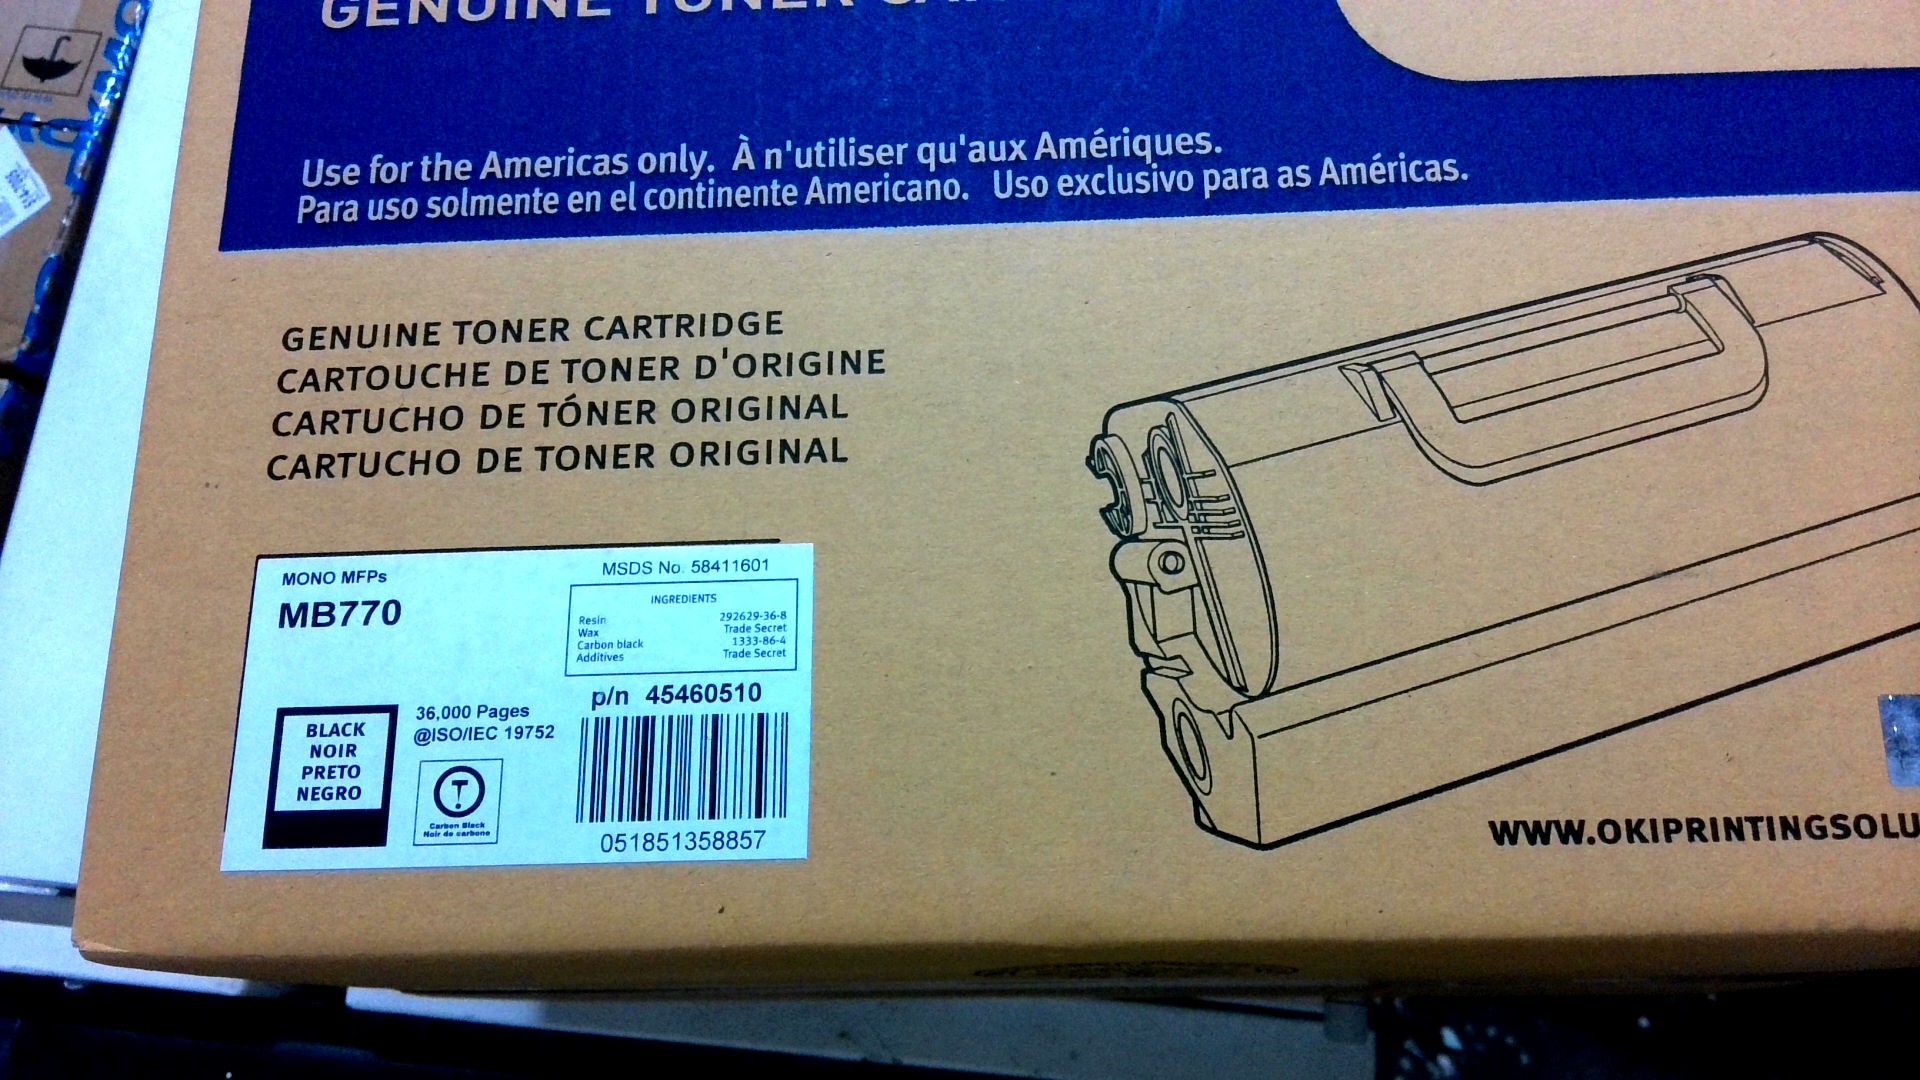 GENUINE TONER
Use for the Americas only. À n'utiliser qu'aux Amériques.
Para uso solmente en el continente Americano. Uso exclusivo para as Américas.
GENUINE TONER CARTRIDGE
CARTOUCHE DE TONER D'ORIGINE
CARTUCHO DE TÓNER ORIGINAL
CARTUCHO DE TONER ORIGINAL
MONO MFPs
MB770
MSDS No. 58411601
INGREDIENTS
Resin 292629-36-8
Wax Trade Secret
Carbon black 1333-86-4
Additives Trade Secret
p/n 45460510
36,000 Pages
@ISO/IEC 19752
BLACK
NOIR
PRETO
NEGRO
T
Carbon Black
Noir de carbone
051851358857
WWW.OKIPRINTINGSOLU